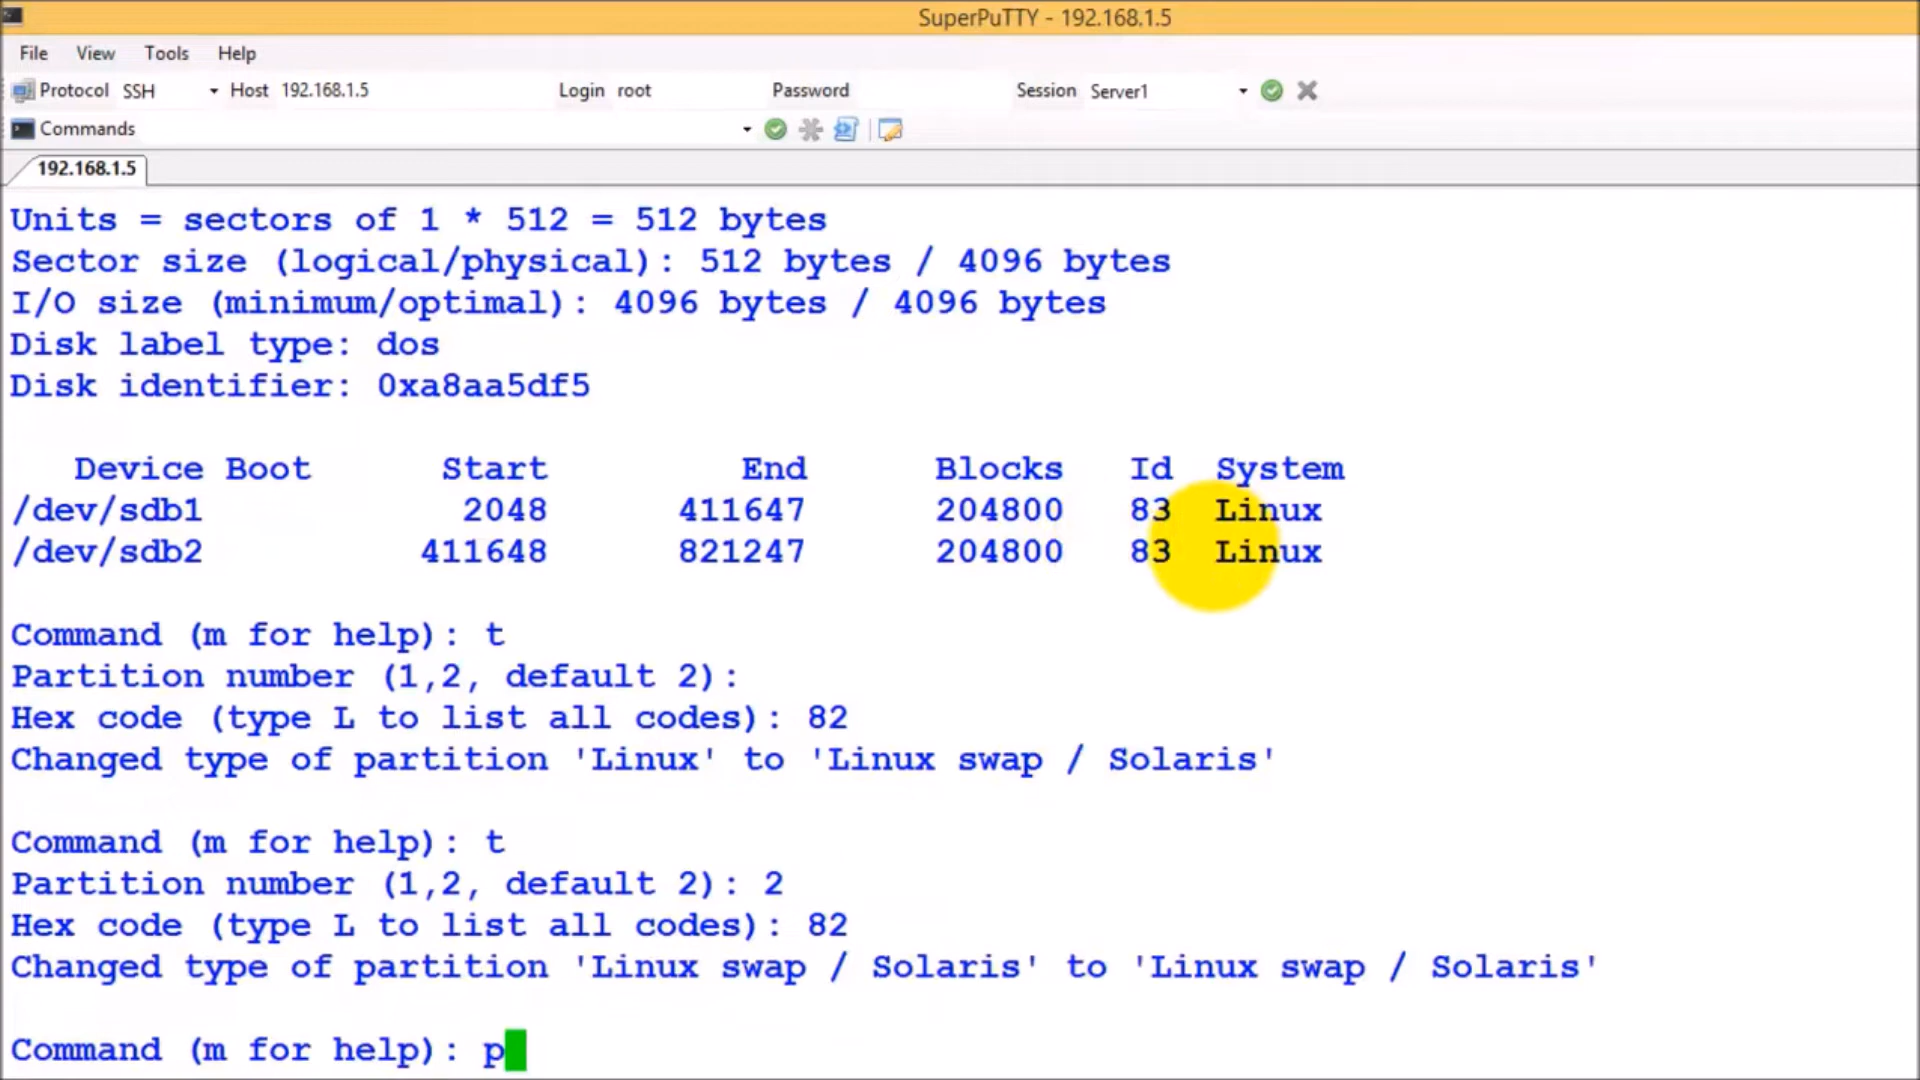 SuperPuTTY - 192.168.1.5
File View Tools Help
Protocol SSH Host 192.168.1.5 Login root Password Session Server1
Commands
192.168.1.5
Units = sectors of 1 * 512 = 512 bytes
Sector size (logical/physical): 512 bytes / 4096 bytes
I/O size (minimum/optimal): 4096 bytes / 4096 bytes
Disk label type: dos
Disk identifier: 0xa8aa5df5
Device Boot Start End Blocks Id System
/dev/sdb1 2048 411647 204800 83 Linux
/dev/sdb2 411648 821247 204800 83 Linux
Command (m for help): t
Partition number (1,2, default 2):
Hex code (type L to list all codes): 82
Changed type of partition 'Linux' to 'Linux swap / Solaris'
Command (m for help): t
Partition number (1,2, default 2): 2
Hex code (type L to list all codes): 82
Changed type of partition 'Linux swap / Solaris' to 'Linux swap / Solaris'
Command (m for help): p